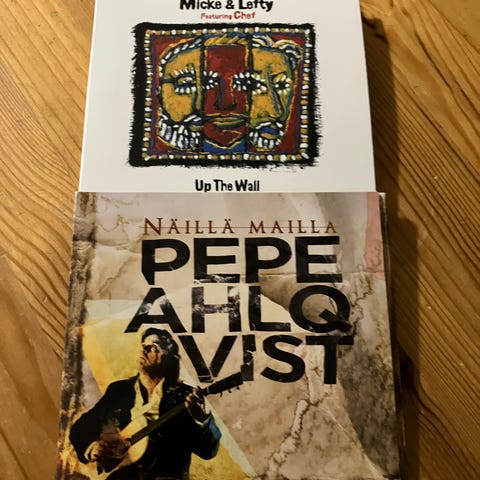 Micke & Lefty
Featuring Chef
Up The Wall
NÄILLÄ MAILLA
PEPE
AHLQ
VIST